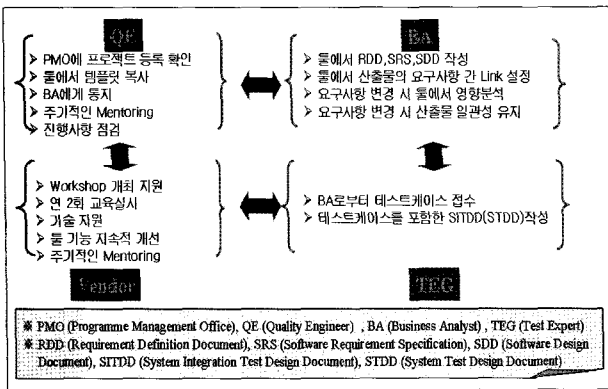 QE
➢ PMO에 프로젝트 등록 확인
➢ 툴에서 템플릿 복사
➢ BA에게 통지
➢ 주기적인 Mentoring
➢ 진행사항 점검
BA
➢ 툴에서 RDD,SRS,SDD 작성
➢ 툴에서 산출물의 요구사항 간 Link 설정
➢ 요구사항 변경 시 툴에서 영향분석
➢ 요구사항 변경 시 산출물 일관성 유지
➢ Workshop 개최 지원
➢ 연 2회 교육실시
➢ 기술 지원
➢ 툴 기능 지속적 개선
➢ 주기적인 Mentoring
Vendor
➢ BA로부터 테스트케이스 접수
➢ 테스트케이스를 포함한 SITDD(STDD)작성
TEG
※ PMO (Programme Management Office), QE (Quality Engineer) , BA (Business Analyst) , TEG (Test Expert)
※ RDD (Requirement Definition Document), SRS (Software Requirement Specification), SDD (Software Design
Document), SITDD (System Integration Test Design Document), STDD (System Test Design Document)